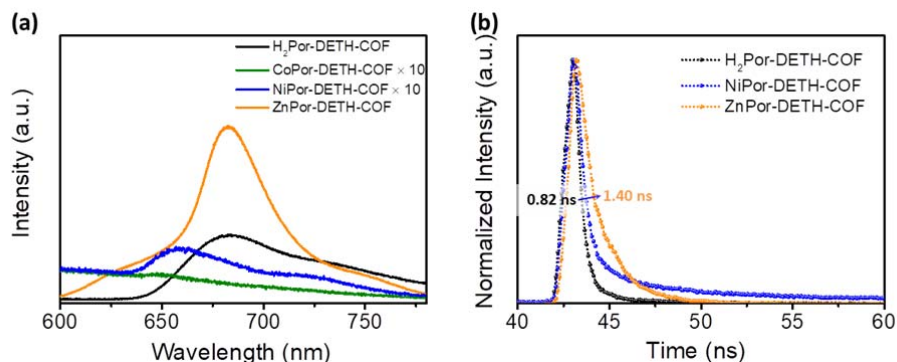 (a)
H₂Por-DETH-COF
CoPor-DETH-COF × 10
NiPor-DETH-COF × 10
ZnPor-DETH-COF
Intensity (a.u.)
600 650 700 750
Wavelength (nm)
(b)
H₂Por-DETH-COF
NiPor-DETH-COF
ZnPor-DETH-COF
0.82 ns 1.40 ns
Normalized Intensity (a.u.)
40 45 50 55 60
Time (ns)